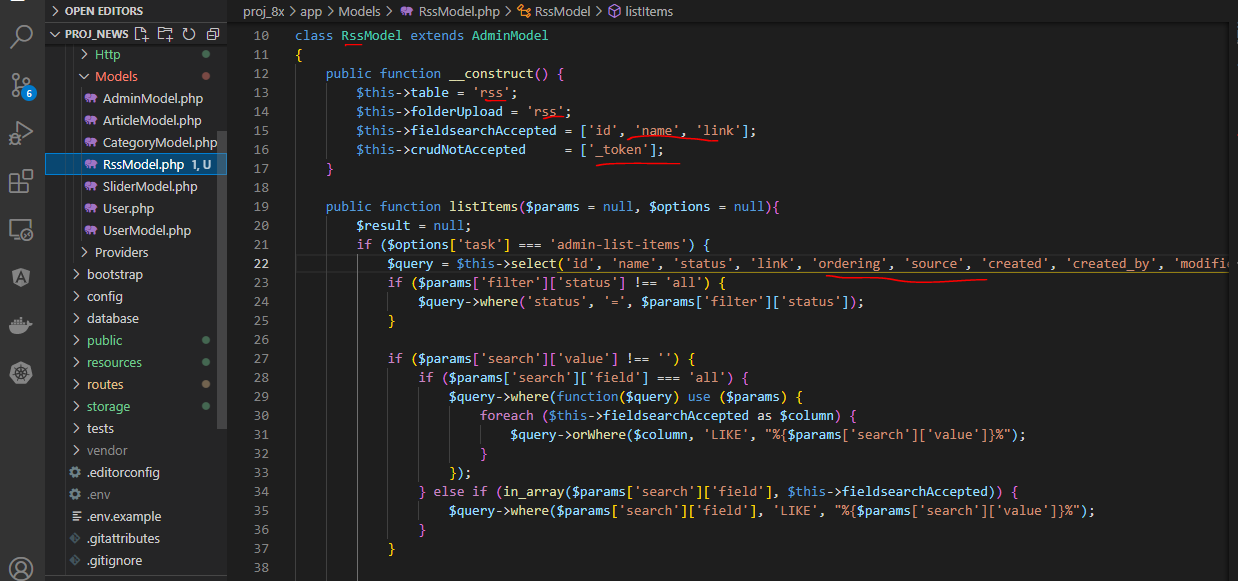 OPEN EDITORS
proj_8x > app > Models > RssModel.php > RssModel > listItems
PROJ_NEWS
Http
Models
AdminModel.php
ArticleModel.php
CategoryModel.php
RssModel.php 1, U
SliderModel.php
User.php
UserModel.php
Providers
bootstrap
config
database
public
resources
routes
storage
tests
vendor
.editorconfig
.env
.env.example
.gitattributes
.gitignore
6
10 class RssModel extends AdminModel
11 {
12 public function __construct() {
13 $this->table = 'rss';
14 $this->folderUpload = 'rss';
15 $this->fieldsearchAccepted = ['id', 'name', 'link'];
16 $this->crudNotAccepted = ['_token'];
17 }
18
19 public function listItems($params = null, $options = null){
20 $result = null;
21 if ($options['task'] === 'admin-list-items') {
22 $query = $this->select('id', 'name', 'status', 'link', 'ordering', 'source', 'created', 'created_by', 'modifi
23 if ($params['filter']['status'] !== 'all') {
24 $query->where('status', '=', $params['filter']['status']);
25 }
26
27 if ($params['search']['value'] !== '') {
28 if ($params['search']['field'] === 'all') {
29 $query->where(function($query) use ($params) {
30 foreach ($this->fieldsearchAccepted as $column) {
31 $query->orWhere($column, 'LIKE', "%{$params['search']['value']}%");
32 }
33 });
34 } else if (in_array($params['search']['field'], $this->fieldsearchAccepted)) {
35 $query->where($params['search']['field'], 'LIKE', "%{$params['search']['value']}%");
36 }
37 }
38